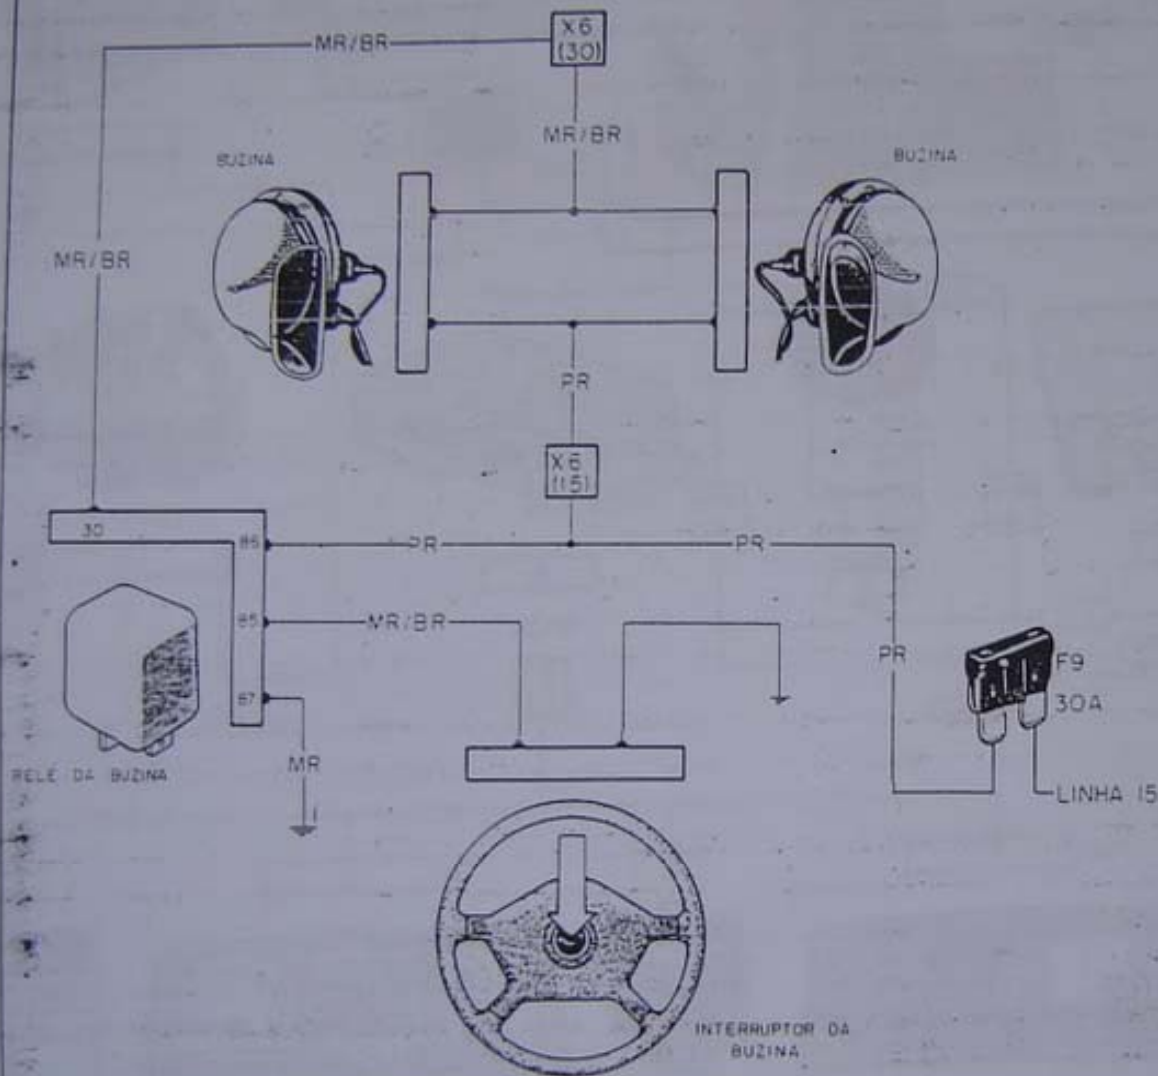 X6
(30)
MR/BR
MR/BR
BUZINA
BUZINA
MR/BR
PR
X6
(15)
30
86
PR
PR
85
MR/BR
PR
F9
30A
87
MR
RELE DA BUZINA
LINHA 15
INTERRUPTOR DA
BUZINA